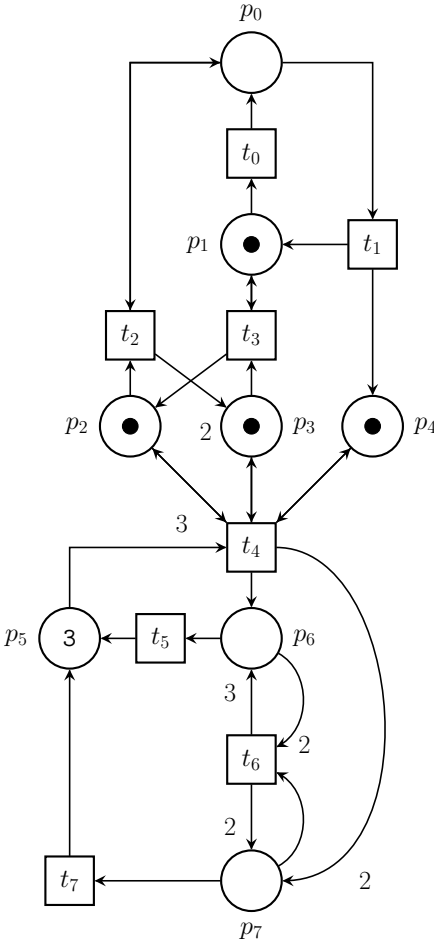 p₀
t₀
p₁
t₁
t₂
t₃
p₂
2
p₃
p₄
3
t₄
p₅
3
t₅
p₆
3
2
t₆
2
t₇
2
p₇